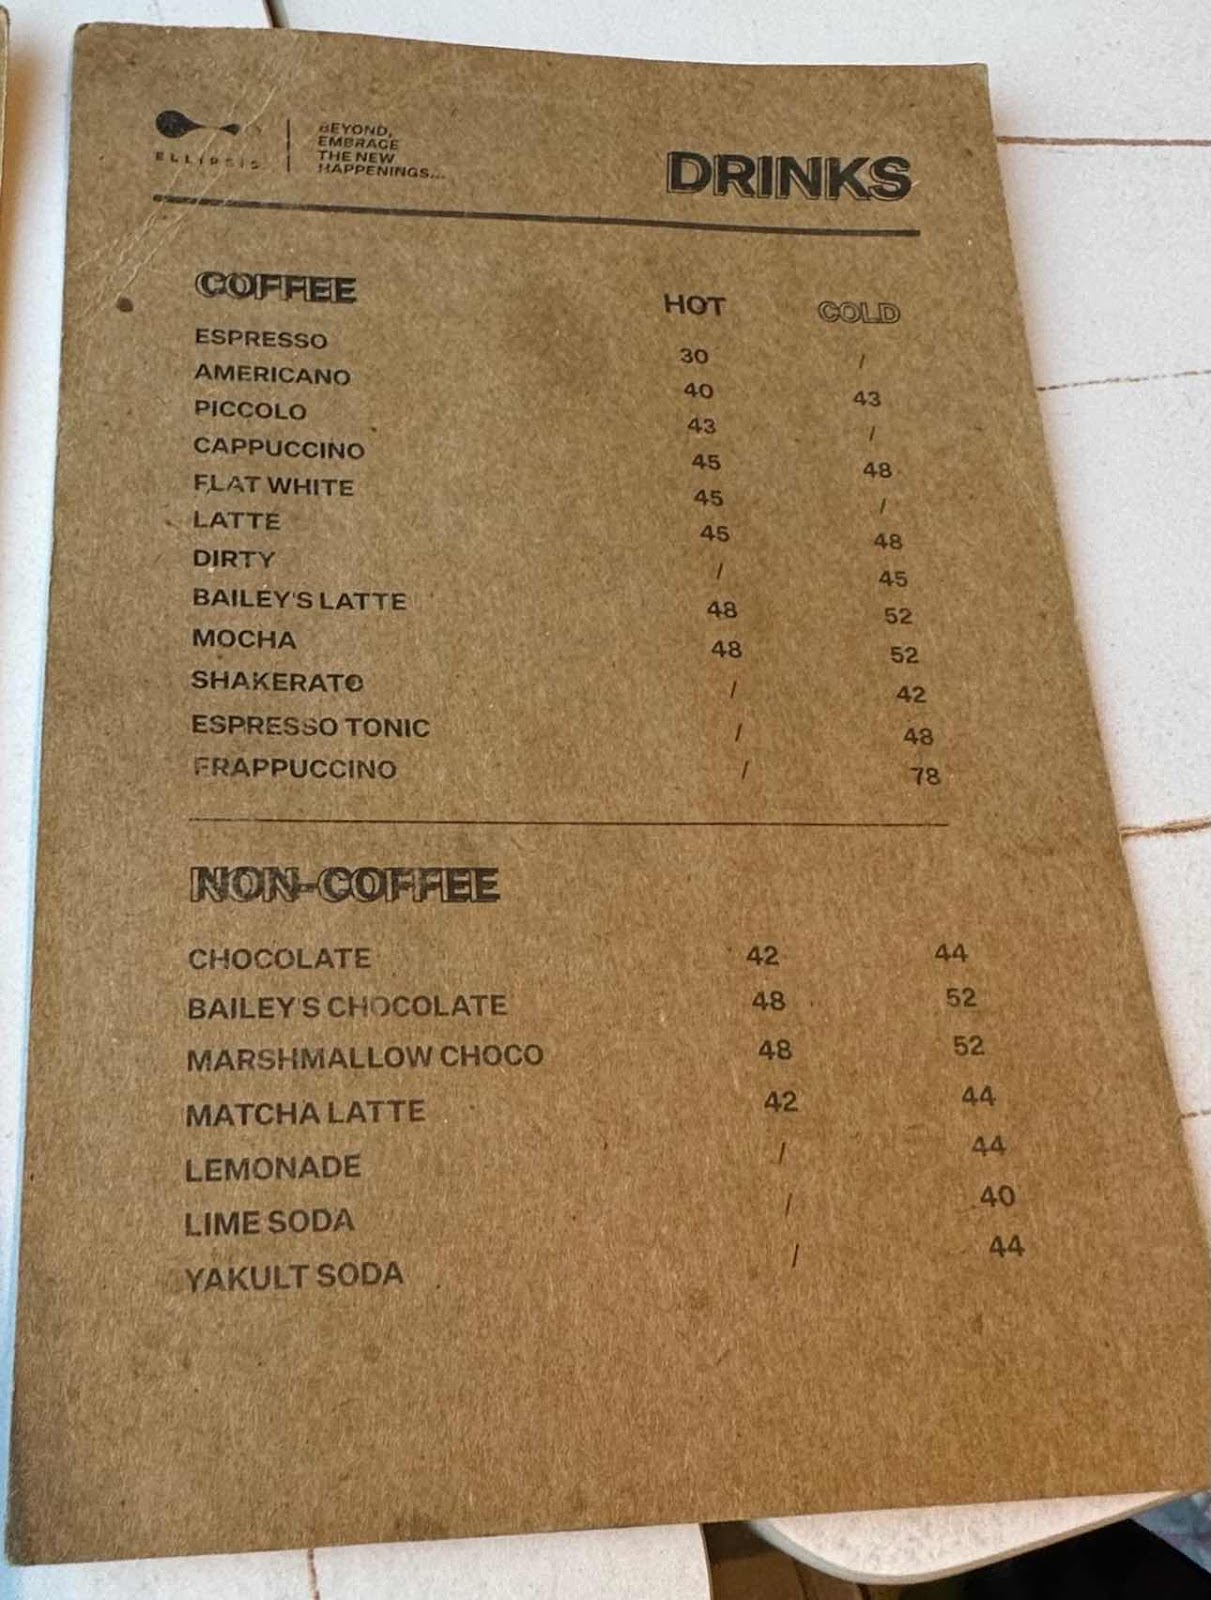 ELLIPSIS
BEYOND,
EMBRACE
THE NEW
HAPPENINGS...
DRINKS
COFFEE HOT COLD
ESPRESSO 30 /
AMERICANO 40 43
PICCOLO 43 /
CAPPUCCINO 45 48
FLAT WHITE 45 /
LATTE 45 48
DIRTY / 45
BAILEY'S LATTE 48 52
MOCHA 48 52
SHAKERATO / 42
ESPRESSO TONIC / 48
FRAPPUCCINO / 78
NON-COFFEE
CHOCOLATE 42 44
BAILEY'S CHOCOLATE 48 52
MARSHMALLOW CHOCO 48 52
MATCHA LATTE 42 44
LEMONADE / 44
LIME SODA / 40
YAKULT SODA / 44